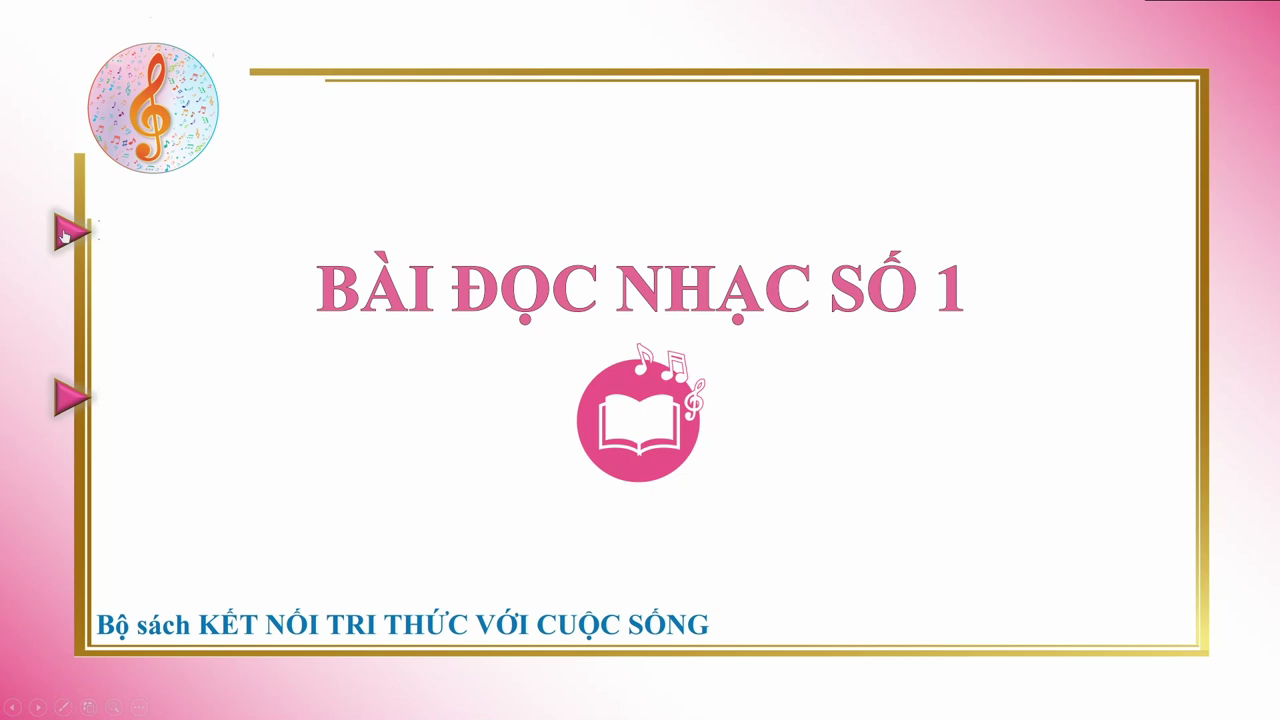 BÀI ĐỌC NHẠC SỐ 1
Bộ sách KẾT NỐI TRI THỨC VỚI CUỘC SỐNG